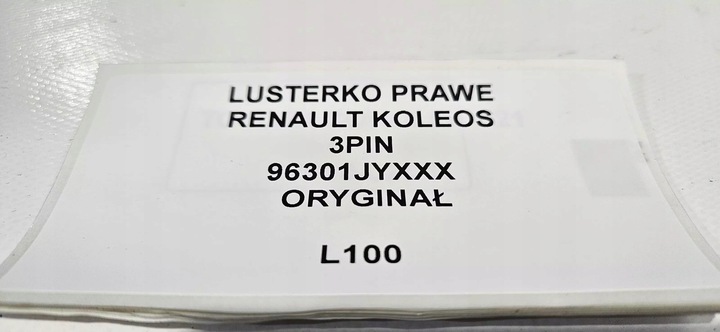 LUSTERKO PRAWE
RENAULT KOLEOS
3PIN
96301JYXXX
ORYGINAŁ
L100